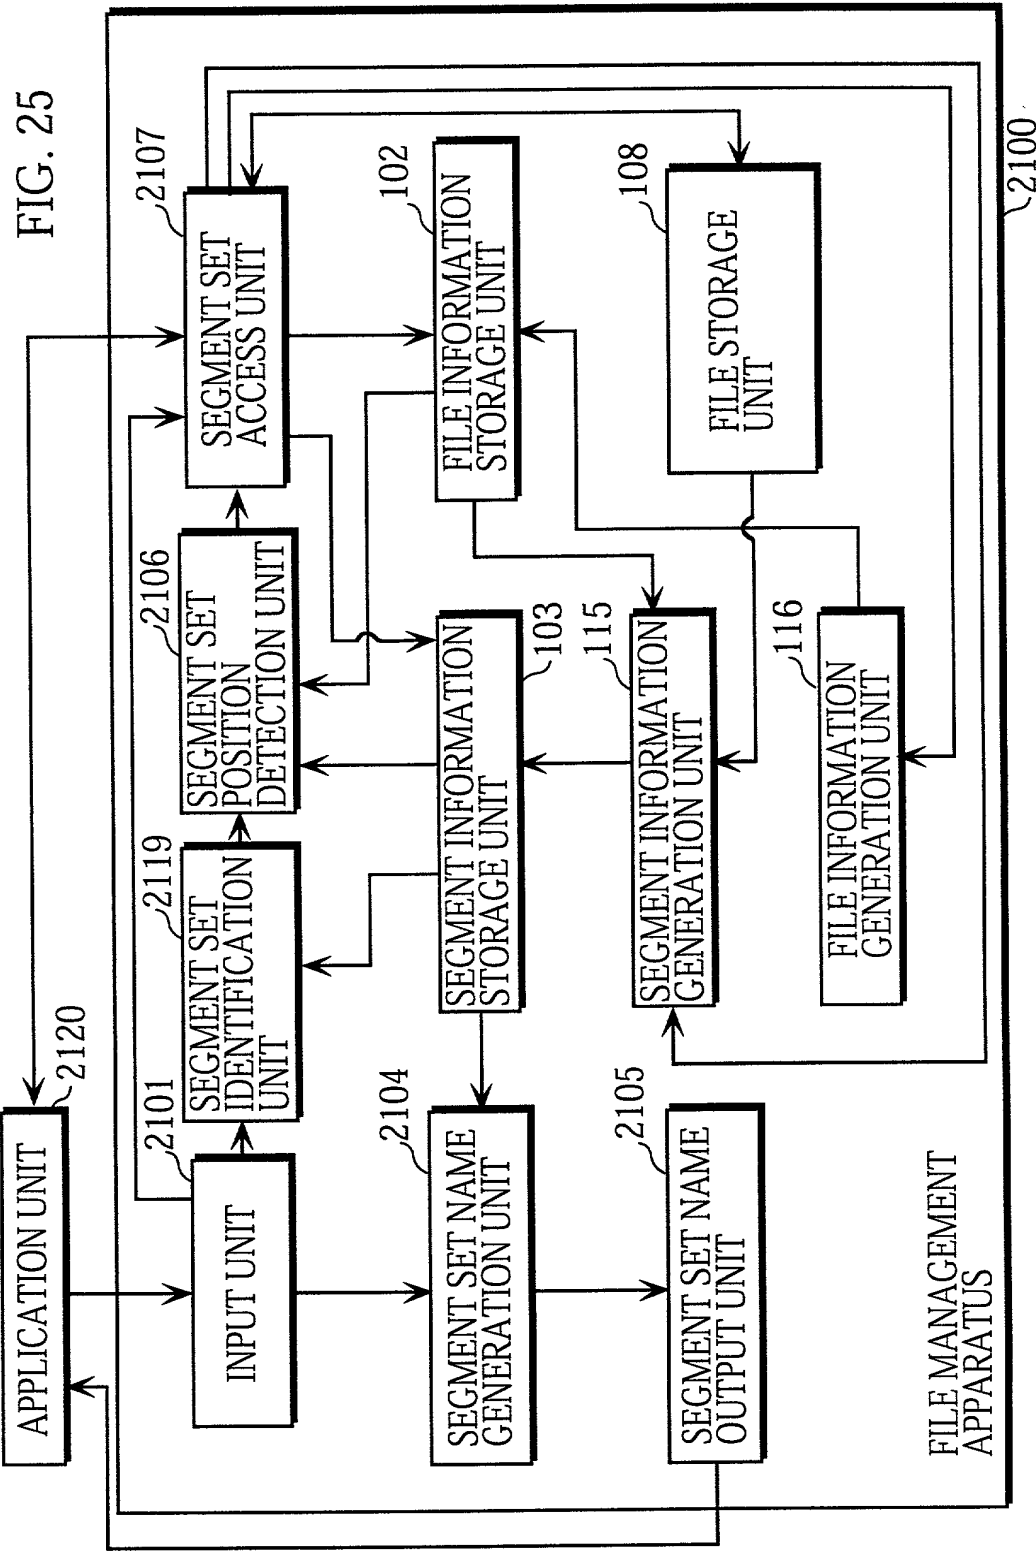 FIG. 25
APPLICATION UNIT
2120
INPUT UNIT
2101
SEGMENT SET
IDENTIFICATION
UNIT
2119
SEGMENT SET
POSITION
DETECTION UNIT
2106
SEGMENT SET
ACCESS UNIT
2107
SEGMENT SET NAME
GENERATION UNIT
2104
SEGMENT INFORMATION
STORAGE UNIT
103
FILE INFORMATION
STORAGE UNIT
102
SEGMENT SET NAME
OUTPUT UNIT
2105
SEGMENT INFORMATION
GENERATION UNIT
115
FILE STORAGE
UNIT
108
FILE INFORMATION
GENERATION UNIT
116
FILE MANAGEMENT
APPARATUS
2100